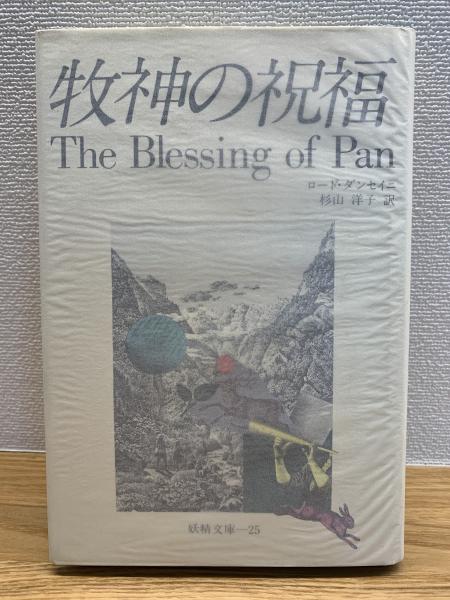 牧神の祝福
The Blessing of Pan
ロード・ダンセイニ
杉山 洋子 訳
妖精文庫—25